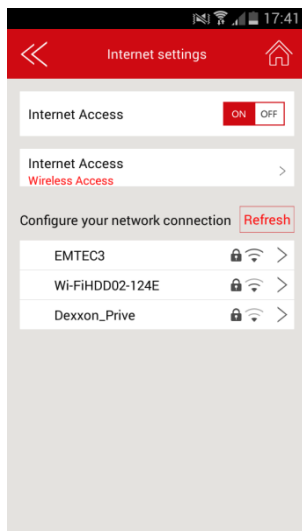 17:41
Internet settings
Internet Access ON OFF
Internet Access
Wireless Access
Configure your network connection Refresh
EMTEC3
Wi-FiHDD02-124E
Dexxon_Prive